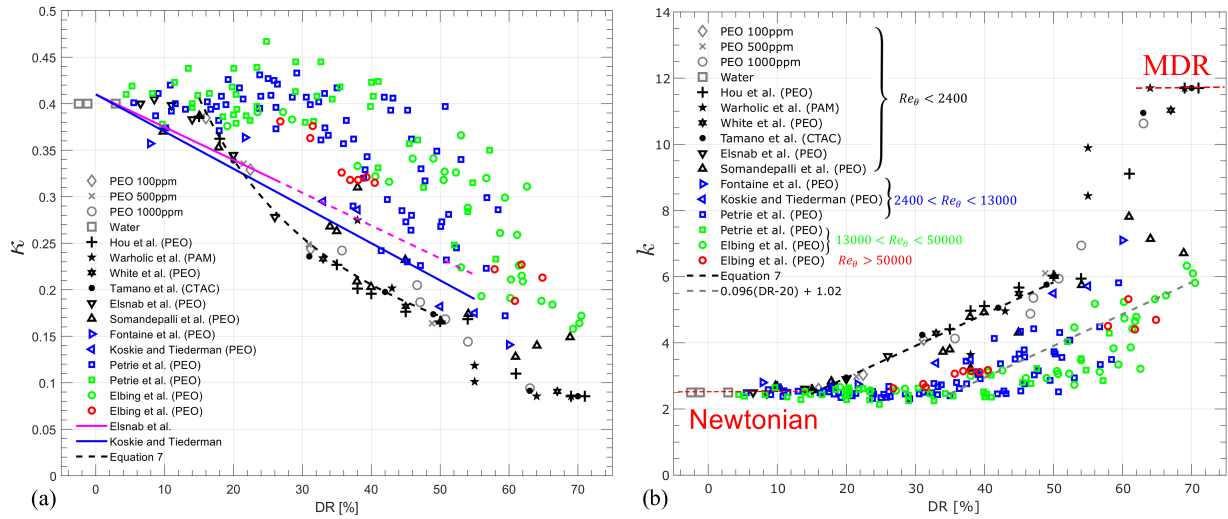 0.5
0.45
0.4
0.35
0.3
0.25
0.2
0.15
0.1
0.05
0
κ
PEO 100ppm
PEO 500ppm
PEO 1000ppm
Water
Hou et al. (PEO)
Warholic et al. (PAM)
White et al. (PEO)
Tamano et al. (CTAC)
Elsnab et al. (PEO)
Somandepalli et al. (PEO)
Fontaine et al. (PEO)
Koskie and Tiederman (PEO)
Petrie et al. (PEO)
Petrie et al. (PEO)
Elbing et al. (PEO)
Elbing et al. (PEO)
Elsnab et al.
Koskie and Tiederman
Equation 7
0 10 20 30 40 50 60 70
DR [%]
(a)
14
12
10
8
6
4
2
0
k
PEO 100ppm
PEO 500ppm
PEO 1000ppm
Water
Hou et al. (PEO)
Warholic et al. (PAM)
White et al. (PEO)
Tamano et al. (CTAC)
Elsnab et al. (PEO)
Somandepalli et al. (PEO)
Fontaine et al. (PEO)
Koskie and Tiederman (PEO)
Petrie et al. (PEO)
Petrie et al. (PEO)
Elbing et al. (PEO)
Elbing et al. (PEO)
Equation 7
0.096(DR-20) + 1.02
Reθ < 2400
2400 < Reθ < 13000
13000 < Reθ < 50000
Reθ > 50000
MDR
Newtonian
0 10 20 30 40 50 60 70
DR [%]
(b)